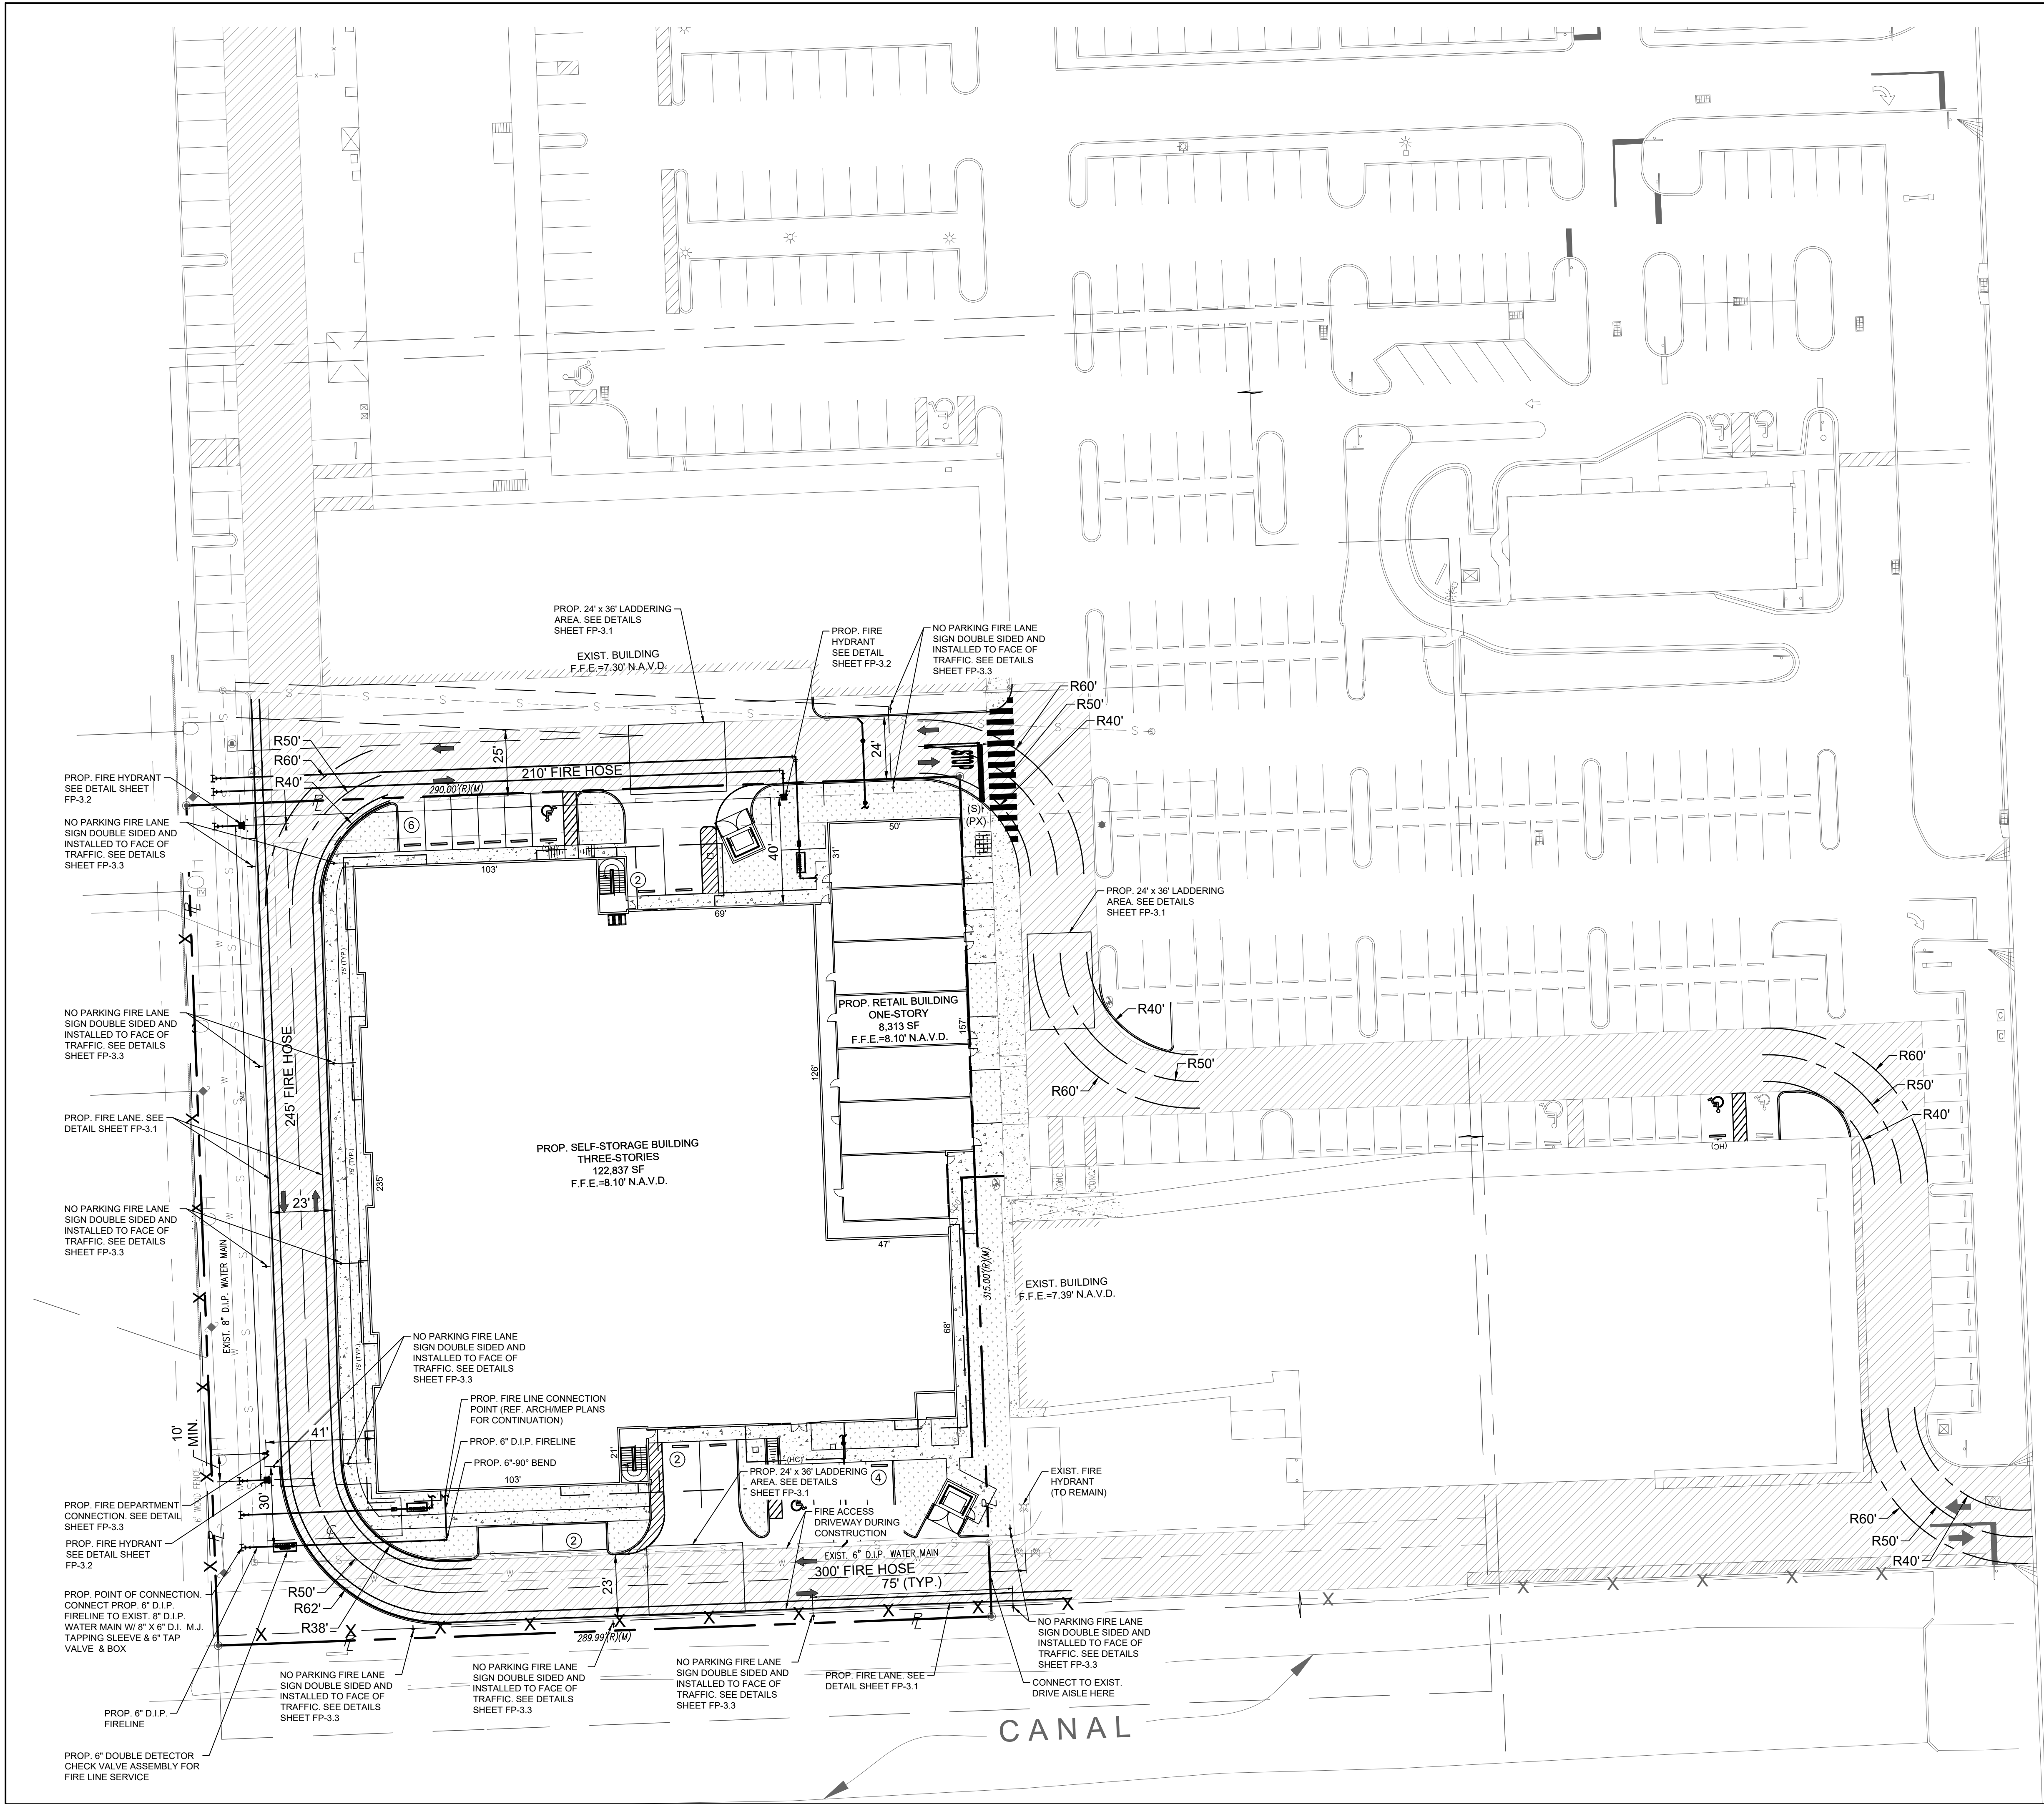 PROP. 24' x 36' LADDERING
AREA. SEE DETAILS
SHEET FP-3.1
EXIST. BUILDING
F.F.E.=7.30' N.A.V.D.
PROP. FIRE
HYDRANT
SEE DETAIL
SHEET FP-3.2
NO PARKING FIRE LANE
SIGN DOUBLE SIDED AND
INSTALLED TO FACE OF
TRAFFIC. SEE DETAILS
SHEET FP-3.3
R60'
R50'
R40'
R50'
R60'
R40'
25'
24'
210' FIRE HOSE
290.00'(R)(M)
STOP
(S)
(PX)
PROP. FIRE HYDRANT
SEE DETAIL SHEET
FP-3.2
NO PARKING FIRE LANE
SIGN DOUBLE SIDED AND
INSTALLED TO FACE OF
TRAFFIC. SEE DETAILS
SHEET FP-3.3
6
2
103'
69'
40'
50'
31'
PROP. 24' x 36' LADDERING
AREA. SEE DETAILS
SHEET FP-3.1
R40'
R50'
R60'
R60'
R50'
R40'
(HC)
CONC.
CONC.
75' (TYP.)
NO PARKING FIRE LANE
SIGN DOUBLE SIDED AND
INSTALLED TO FACE OF
TRAFFIC. SEE DETAILS
SHEET FP-3.3
245' FIRE HOSE
245'
PROP. RETAIL BUILDING
ONE-STORY
8,313 SF
F.F.E.=8.10' N.A.V.D.
157'
126'
PROP. FIRE LANE. SEE
DETAIL SHEET FP-3.1
PROP. SELF-STORAGE BUILDING
THREE-STORIES
122,837 SF
F.F.E.=8.10' N.A.V.D.
75' (TYP.)
235'
23'
NO PARKING FIRE LANE
SIGN DOUBLE SIDED AND
INSTALLED TO FACE OF
TRAFFIC. SEE DETAILS
SHEET FP-3.3
EXIST. 8" D.I.P. WATER MAIN
47'
315.00'(R)(M)
EXIST. BUILDING
F.F.E.=7.39' N.A.V.D.
68'
75' (TYP.)
NO PARKING FIRE LANE
SIGN DOUBLE SIDED AND
INSTALLED TO FACE OF
TRAFFIC. SEE DETAILS
SHEET FP-3.3
PROP. FIRE LINE CONNECTION
POINT (REF. ARCH/MEP PLANS
FOR CONTINUATION)
PROP. 6" D.I.P. FIRELINE
PROP. 6"-90° BEND
10'
MIN.
41'
30'
6' WOOD FENCE
21'
103'
2
(HC)
4
2
PROP. 24' x 36' LADDERING
AREA. SEE DETAILS
SHEET FP-3.1
FIRE ACCESS
DRIVEWAY DURING
CONSTRUCTION
EXIST. FIRE
HYDRANT
(TO REMAIN)
PROP. FIRE DEPARTMENT
CONNECTION. SEE DETAIL
SHEET FP-3.3
PROP. FIRE HYDRANT
SEE DETAIL SHEET
FP-3.2
EXIST. 6" D.I.P. WATER MAIN
300' FIRE HOSE
75' (TYP.)
23'
R60'
R50'
R40'
R50'
R62'
R38'
289.99'(R)(M)
PROP. POINT OF CONNECTION.
CONNECT PROP. 6" D.I.P.
FIRELINE TO EXIST. 8" D.I.P.
WATER MAIN W/ 8" X 6" D.I. M.J.
TAPPING SLEEVE & 6" TAP
VALVE & BOX
NO PARKING FIRE LANE
SIGN DOUBLE SIDED AND
INSTALLED TO FACE OF
TRAFFIC. SEE DETAILS
SHEET FP-3.3
NO PARKING FIRE LANE
SIGN DOUBLE SIDED AND
INSTALLED TO FACE OF
TRAFFIC. SEE DETAILS
SHEET FP-3.3
NO PARKING FIRE LANE
SIGN DOUBLE SIDED AND
INSTALLED TO FACE OF
TRAFFIC. SEE DETAILS
SHEET FP-3.3
PROP. FIRE LANE. SEE
DETAIL SHEET FP-3.1
NO PARKING FIRE LANE
SIGN DOUBLE SIDED AND
INSTALLED TO FACE OF
TRAFFIC. SEE DETAILS
SHEET FP-3.3
CONNECT TO EXIST.
DRIVE AISLE HERE
PROP. 6" D.I.P.
FIRELINE
CANAL
PROP. 6" DOUBLE DETECTOR
CHECK VALVE ASSEMBLY FOR
FIRE LINE SERVICE